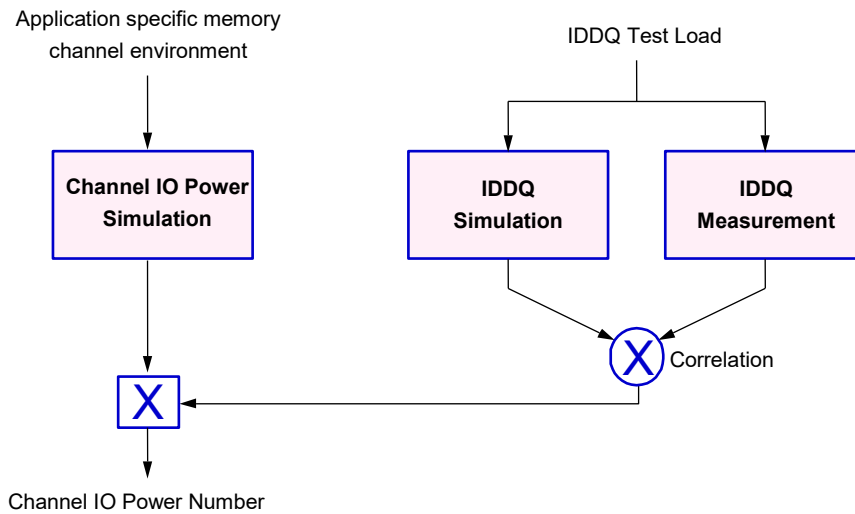 Application specific memory
channel environment
IDDQ Test Load
Channel IO Power
Simulation
IDDQ
Simulation
IDDQ
Measurement
X
Correlation
X
Channel IO Power Number